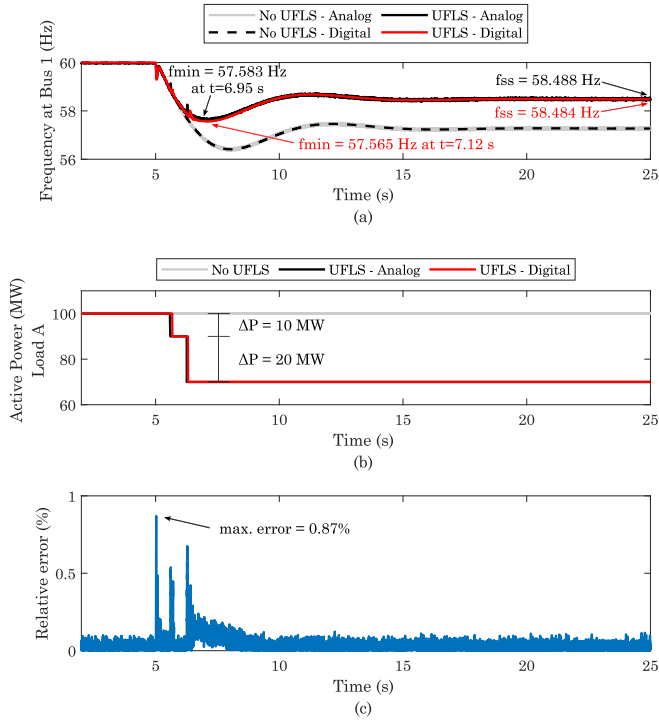 No UFLS - Analog UFLS - Analog
No UFLS - Digital UFLS - Digital
Frequency at Bus 1 (Hz)
60
58
56
fmin = 57.583 Hz
at t=6.95 s
fss = 58.488 Hz
fss = 58.484 Hz
fmin = 57.565 Hz at t=7.12 s
5 10 15 20 25
Time (s)
(a)
No UFLS UFLS - Analog UFLS - Digital
Active Power (MW)
Load A
100
80
60
ΔP = 10 MW
ΔP = 20 MW
5 10 15 20 25
Time (s)
(b)
Relative error (%)
1
0.5
0
max. error = 0.87%
5 10 15 20 25
Time (s)
(c)